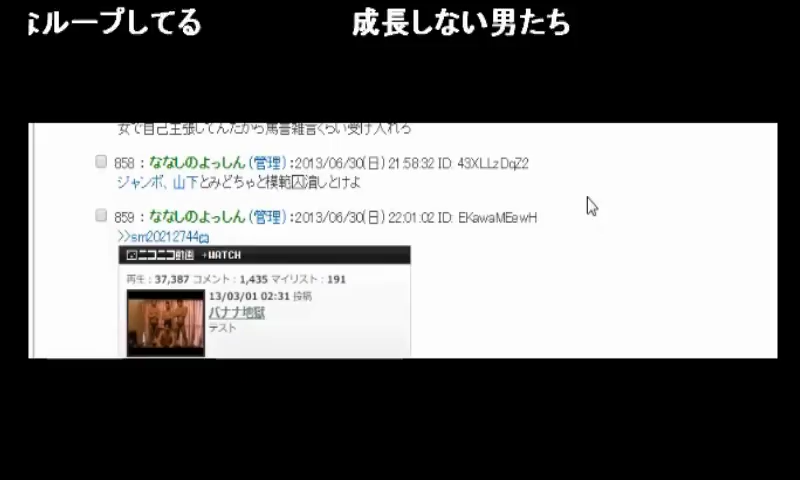 なループしてる 成長しない男たち
女で自己主張してんだから罵詈雑言くらい受け入れろ
858 : ななしのよっしん (管理) :2013/06/30(日) 21:58:32 ID: 43XLLzDqZ2
ジャンボ、山下とみどちゃと模範囚潰しとけよ
859 : ななしのよっしん (管理) :2013/06/30(日) 22:01:02 ID: EKawaMEawH
>>sm20212744
ニコニコ動画 +WATCH
再生 : 37,387 コメント : 1,435 マイリスト : 191
13/03/01 02:31 投稿
バナナ地獄
テスト